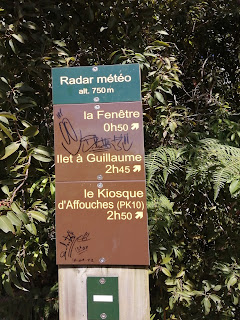 Radar météo
alt. 750 m
la Fenêtre
0h50
Ilet à Guillaume
2h45
le Kiosque
d'Affouches (PK10)
2h50